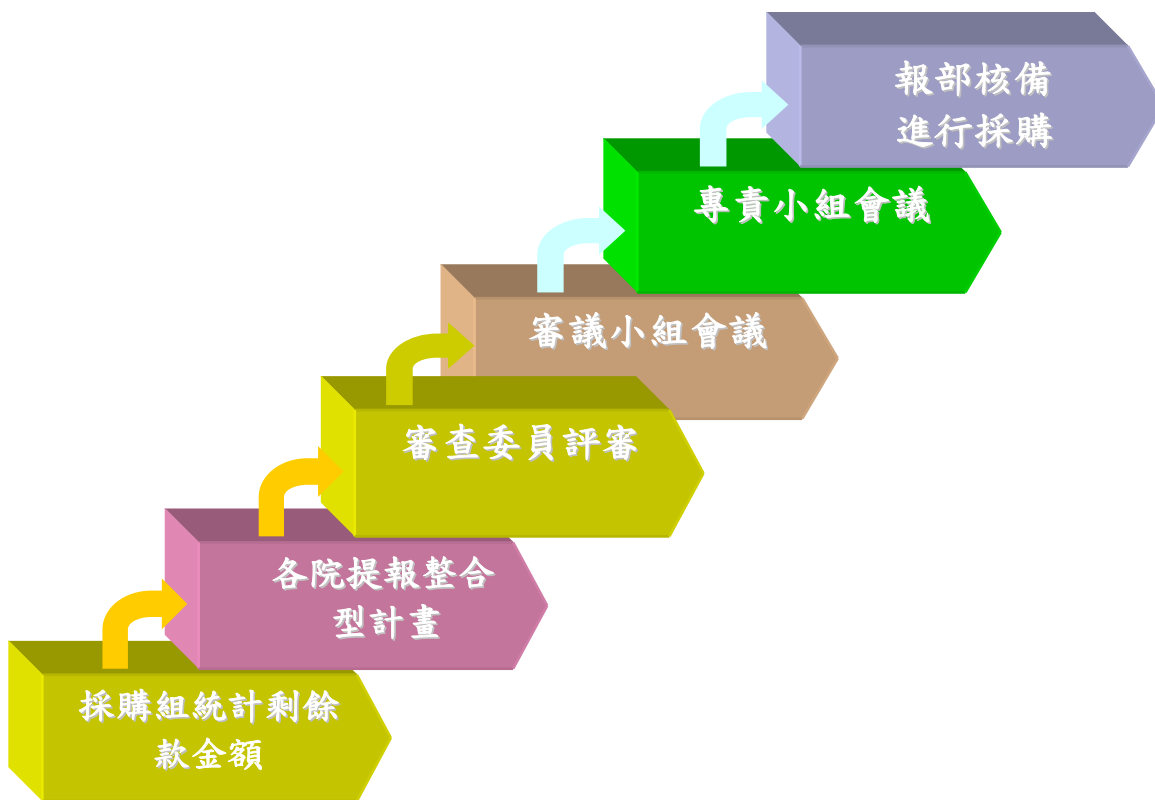 報部核備
進行採購
專責小組會議
審議小組會議
審查委員評審
各院提報整合
型計畫
採購組統計剩餘
款金額